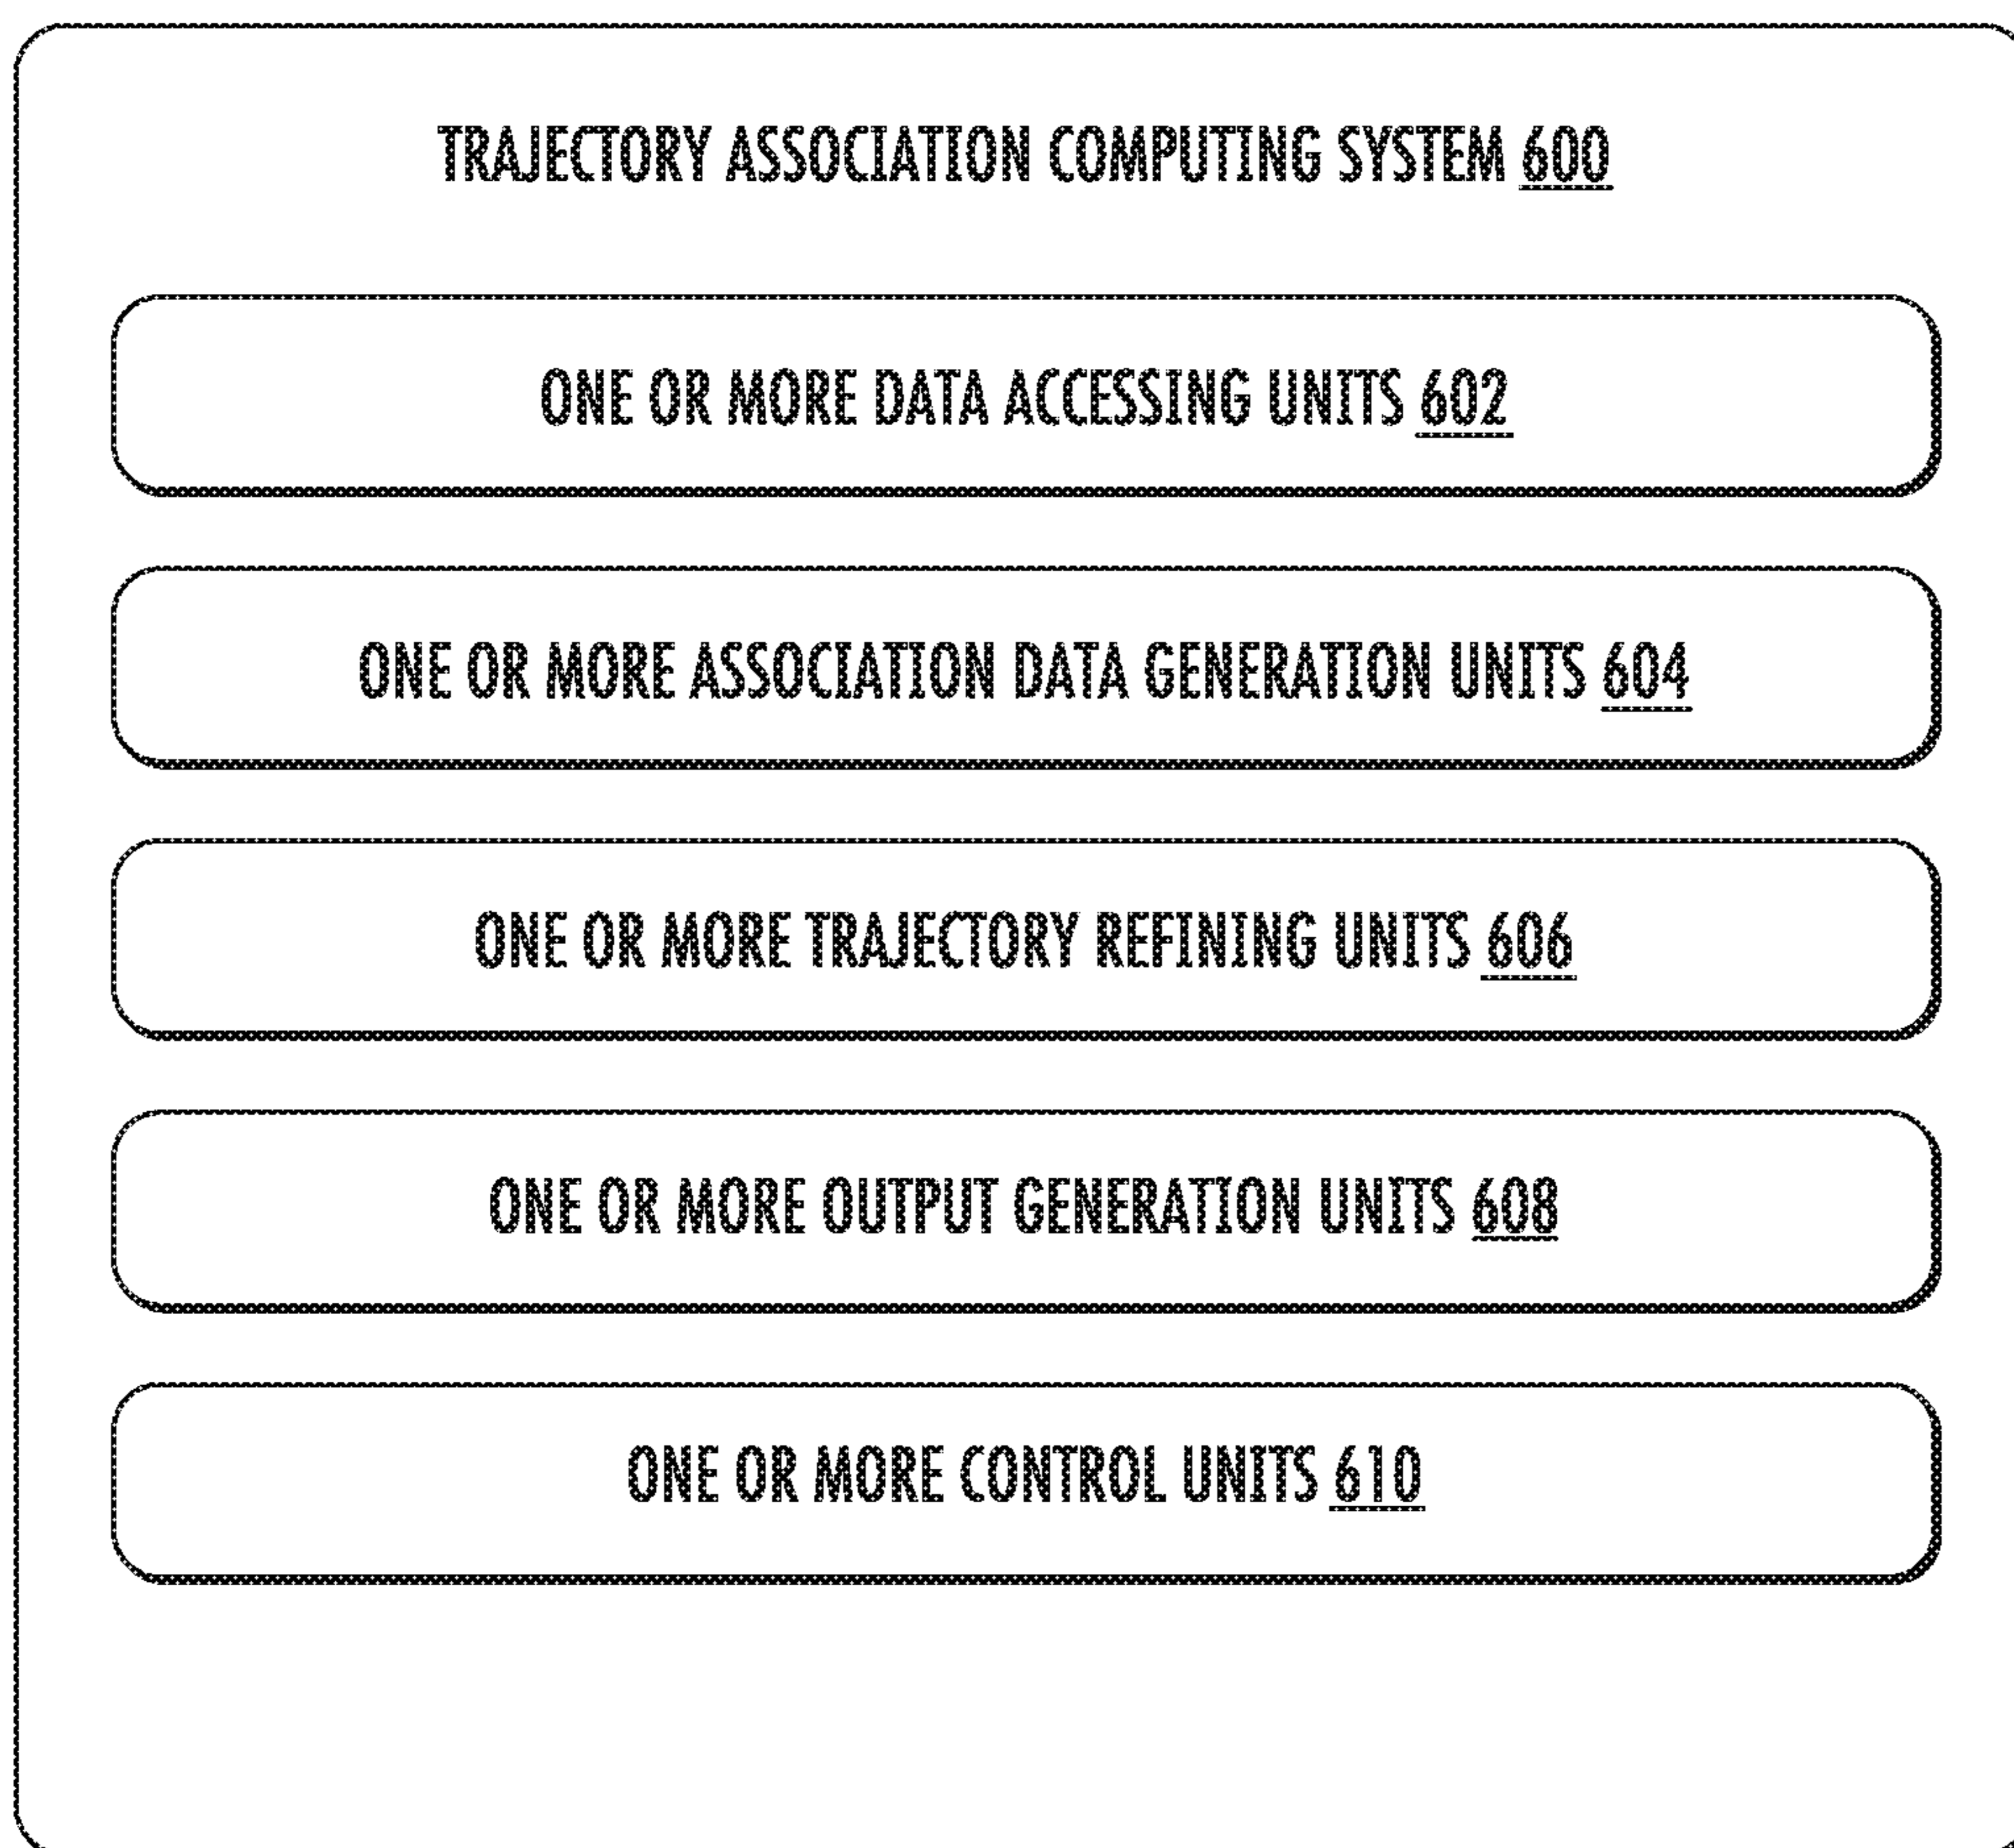 TRAJECTORY ASSOCIATION COMPUTING SYSTEM 600
ONE OR MORE DATA ACCESSING UNITS 602
ONE OR MORE ASSOCIATION DATA GENERATION UNITS 604
ONE OR MORE TRAJECTORY REFINING UNITS 606
ONE OR MORE OUTPUT GENERATION UNITS 608
ONE OR MORE CONTROL UNITS 610